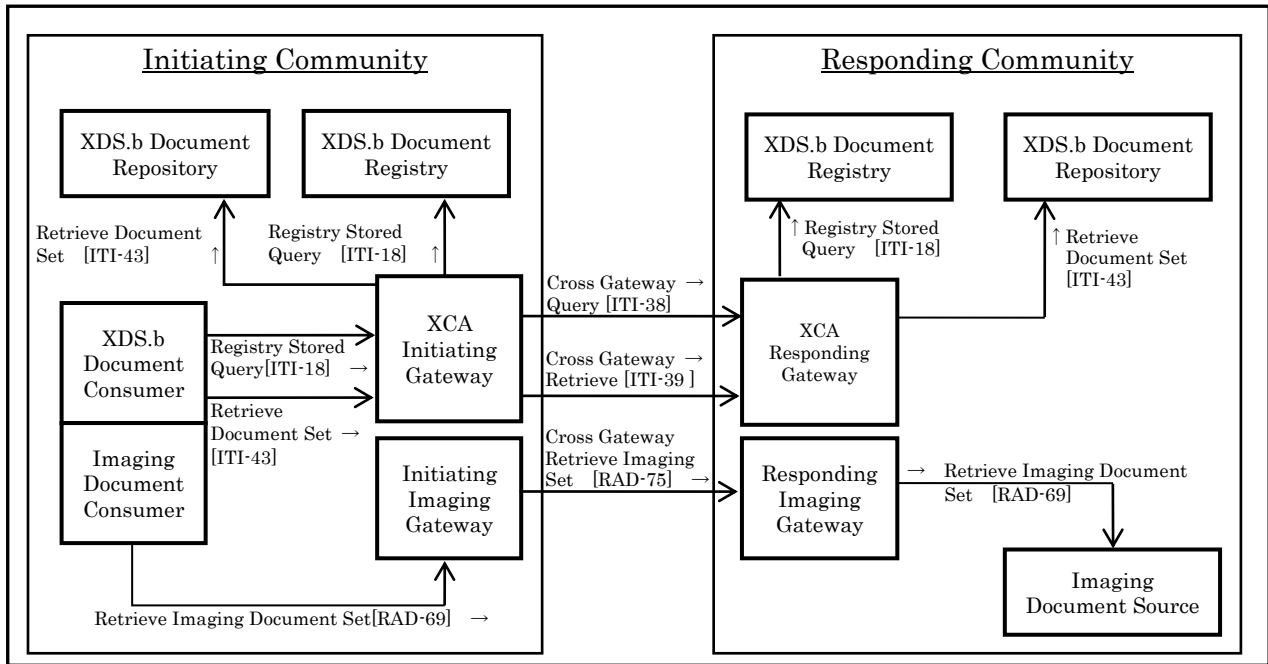 Initiating Community
Responding Community
XDS.b Document
Repository
XDS.b Document
Registry
XDS.b Document
Registry
XDS.b Document
Repository
Retrieve Document
Set [ITI-43] ↑
Registry Stored
Query [ITI-18] ↑
↑ Registry Stored
Query [ITI-18]
↑ Retrieve
Document Set
[ITI-43]
XDS.b
Document
Consumer
Registry Stored
Query[ITI-18] →
Retrieve
Document Set →
[ITI-43]
XCA
Initiating
Gateway
Cross Gateway →
Query [ITI-38]
Cross Gateway →
Retrieve [ITI-39 ]
XCA
Responding
Gateway
Imaging
Document
Consumer
Initiating
Imaging
Gateway
Cross Gateway
Retrieve Imaging
Set [RAD-75] →
Responding
Imaging
Gateway
→ Retrieve Imaging Document
Set [RAD-69]
Imaging
Document Source
Retrieve Imaging Document Set[RAD-69] →